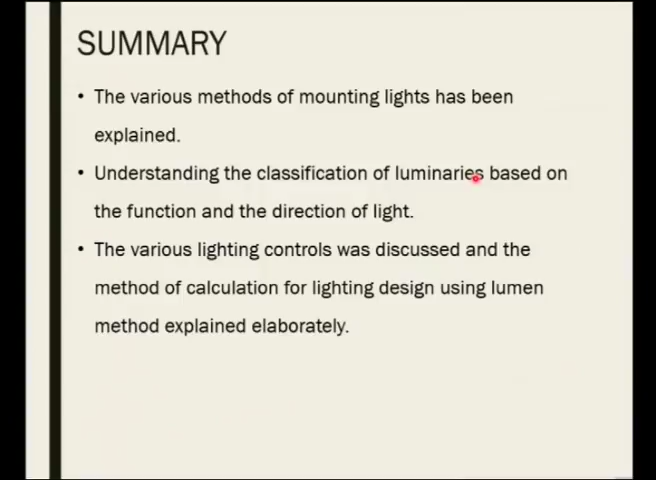 SUMMARY
• The various methods of mounting lights has been
explained.
• Understanding the classification of luminaries based on
the function and the direction of light.
• The various lighting controls was discussed and the
method of calculation for lighting design using lumen
method explained elaborately.